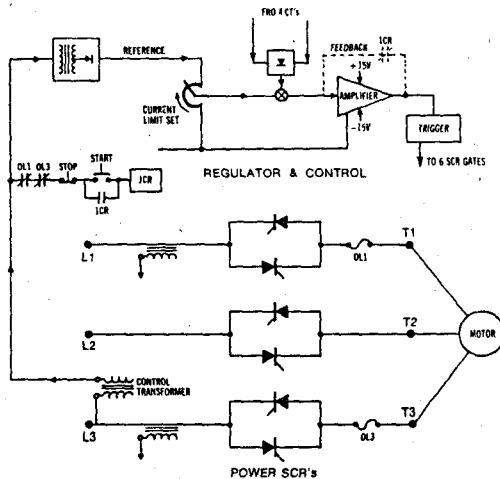 FRO 4 CT's
REFERENCE
FEEDBACK
1CR
+15V
AMPLIFIER
-15V
CURRENT
LIMIT SET
TRIGGER
TO 6 SCR GATES
REGULATOR & CONTROL
OL1 OL3 STOP START
1CR
1CR
L1
OL1
T1
L2
T2
MOTOR
CONTROL
TRANSFORMER
L3
OL3
T3
POWER SCR's